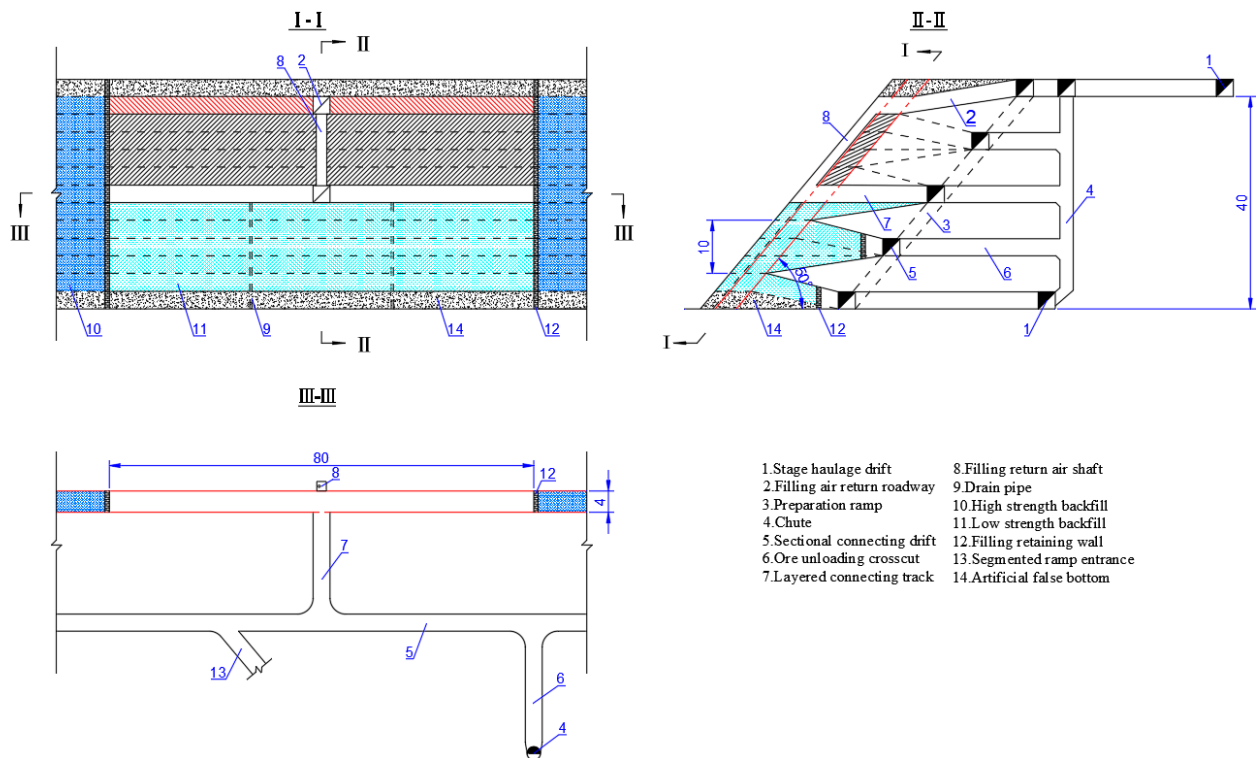 I - I
II
8
2
III
III
10
11
9
14
12
II
II-II
I
1
2
8
4
40
7
3
10
5
6
14
12
1
I
III-III
80
8
12
4
7
5
13
6
4
1.Stage haulage drift
2.Filling air return roadway
3.Preparation ramp
4.Chute
5.Sectional connecting drift
6.Ore unloading crosscut
7.Layered connecting track
8.Filling return air shaft
9.Drain pipe
10.High strength backfill
11.Low strength backfill
12.Filling retaining wall
13.Segmented ramp entrance
14.Artificial false bottom